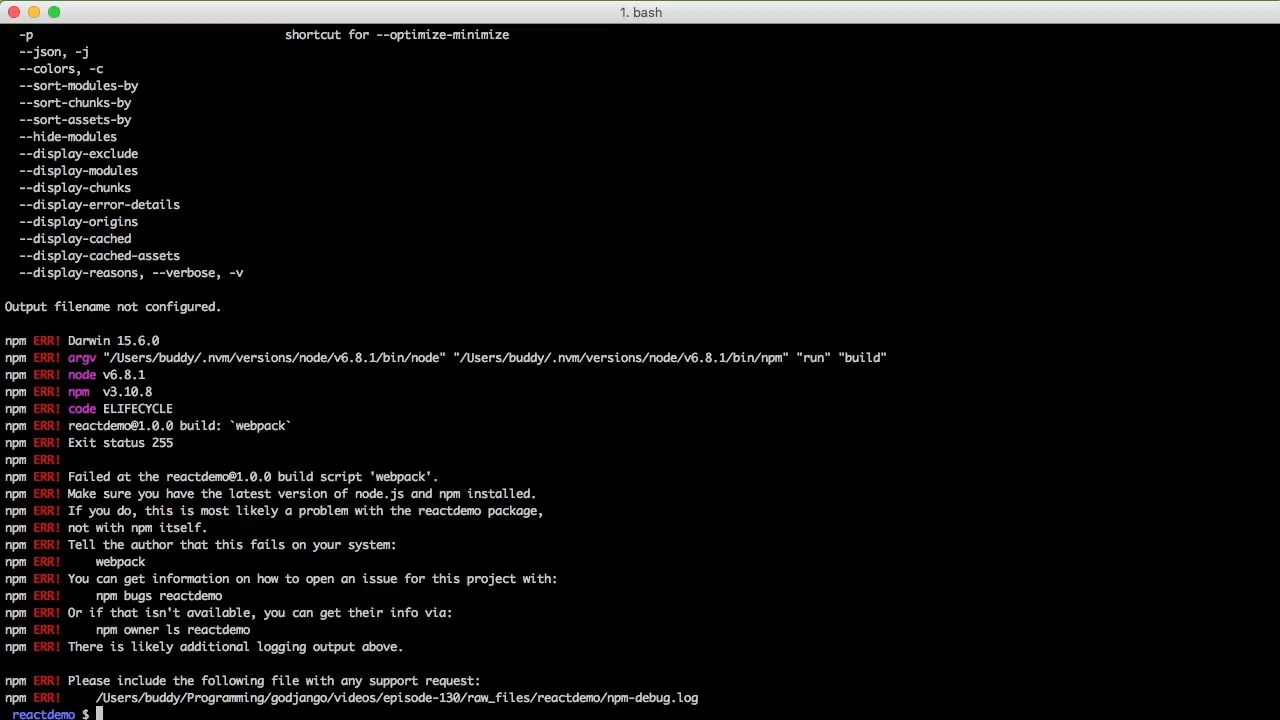 1. bash
-p shortcut for --optimize-minimize
--json, -j
--colors, -c
--sort-modules-by
--sort-chunks-by
--sort-assets-by
--hide-modules
--display-exclude
--display-modules
--display-chunks
--display-error-details
--display-origins
--display-cached
--display-cached-assets
--display-reasons, --verbose, -v
Output filename not configured.
npm ERR! Darwin 15.6.0
npm ERR! argv "/Users/buddy/.nvm/versions/node/v6.8.1/bin/node" "/Users/buddy/.nvm/versions/node/v6.8.1/bin/npm" "run" "build"
npm ERR! node v6.8.1
npm ERR! npm  v3.10.8
npm ERR! code ELIFECYCLE
npm ERR! reactdemo@1.0.0 build: `webpack`
npm ERR! Exit status 255
npm ERR!
npm ERR! Failed at the reactdemo@1.0.0 build script 'webpack'.
npm ERR! Make sure you have the latest version of node.js and npm installed.
npm ERR! If you do, this is most likely a problem with the reactdemo package,
npm ERR! not with npm itself.
npm ERR! Tell the author that this fails on your system:
npm ERR!     webpack
npm ERR! You can get information on how to open an issue for this project with:
npm ERR!     npm bugs reactdemo
npm ERR! Or if that isn't available, you can get their info via:
npm ERR!     npm owner ls reactdemo
npm ERR! There is likely additional logging output above.
npm ERR! Please include the following file with any support request:
npm ERR!     /Users/buddy/Programming/godjango/videos/episode-130/raw_files/reactdemo/npm-debug.log
reactdemo $